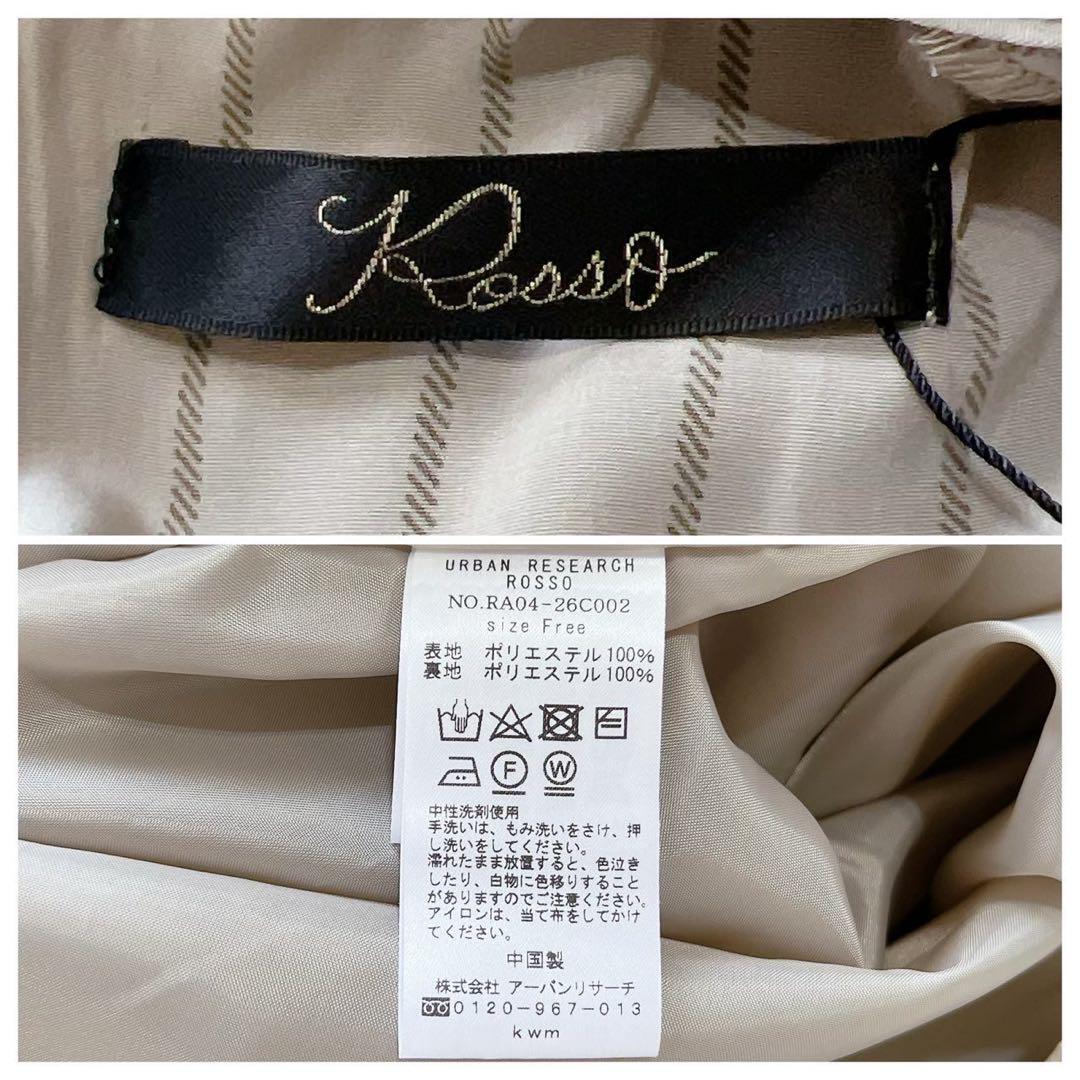 Rosso
URBAN RESEARCH
ROSSO
NO.RA04-26C002
size Free
表地 ポリエステル100%
裏地 ポリエステル100%
F W
中性洗剤使用
手洗いは、もみ洗いをさけ、押
し洗いをしてください。
濡れたまま放置すると、色泣き
したり、白物に色移りすること
がありますのでご注意ください。
アイロンは、当て布をしてかけ
てください。
中国製
株式会社 アーバンリサーチ
0120-967-013
kwm